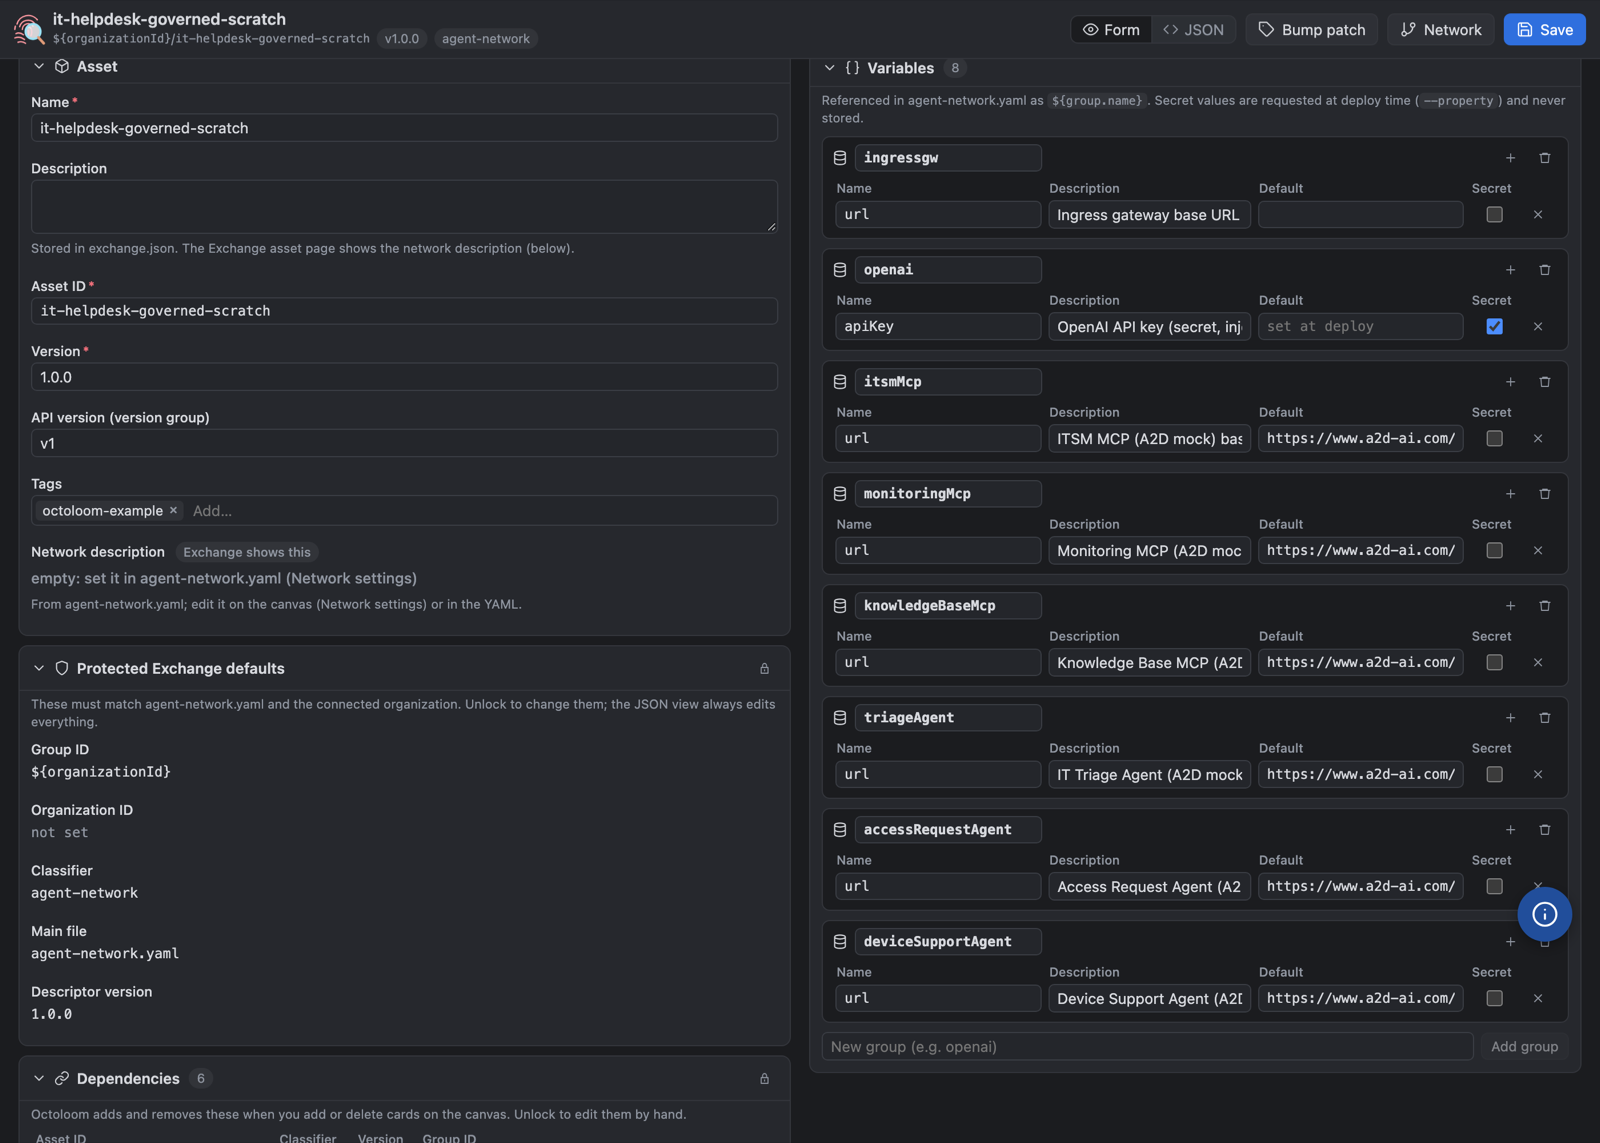 it-helpdesk-governed-scratch
${organizationId}/it-helpdesk-governed-scratch v1.0.0 agent-network
Form
JSON
Bump patch
Network
Save
Asset
Name*
it-helpdesk-governed-scratch
Description
Stored in exchange.json. The Exchange asset page shows the network description (below).
Asset ID*
it-helpdesk-governed-scratch
Version*
1.0.0
API version (version group)
v1
Tags
octoloom-example × Add...
Network description Exchange shows this
empty: set it in agent-network.yaml (Network settings)
From agent-network.yaml; edit it on the canvas (Network settings) or in the YAML.
Protected Exchange defaults
These must match agent-network.yaml and the connected organization. Unlock to change them; the JSON view always edits
everything.
Group ID
${organizationId}
Organization ID
not set
Classifier
agent-network
Main file
agent-network.yaml
Descriptor version
1.0.0
Dependencies 6
Octoloom adds and removes these when you add or delete cards on the canvas. Unlock to edit them by hand.
Asset ID Classifier Version Group ID
{} Variables 8
Referenced in agent-network.yaml as ${group.name}. Secret values are requested at deploy time (--property) and never
stored.
ingressgw
Name Description Default Secret
url Ingress gateway base URL
openai
Name Description Default Secret
apiKey OpenAI API key (secret, inj set at deploy
itsmMcp
Name Description Default Secret
url ITSM MCP (A2D mock) bas https://www.a2d-ai.com/
monitoringMcp
Name Description Default Secret
url Monitoring MCP (A2D moc https://www.a2d-ai.com/
knowledgeBaseMcp
Name Description Default Secret
url Knowledge Base MCP (A2D https://www.a2d-ai.com/
triageAgent
Name Description Default Secret
url IT Triage Agent (A2D mock https://www.a2d-ai.com/
accessRequestAgent
Name Description Default Secret
url Access Request Agent (A2 https://www.a2d-ai.com/
deviceSupportAgent
Name Description Default Secret
url Device Support Agent (A2D https://www.a2d-ai.com/
New group (e.g. openai) Add group